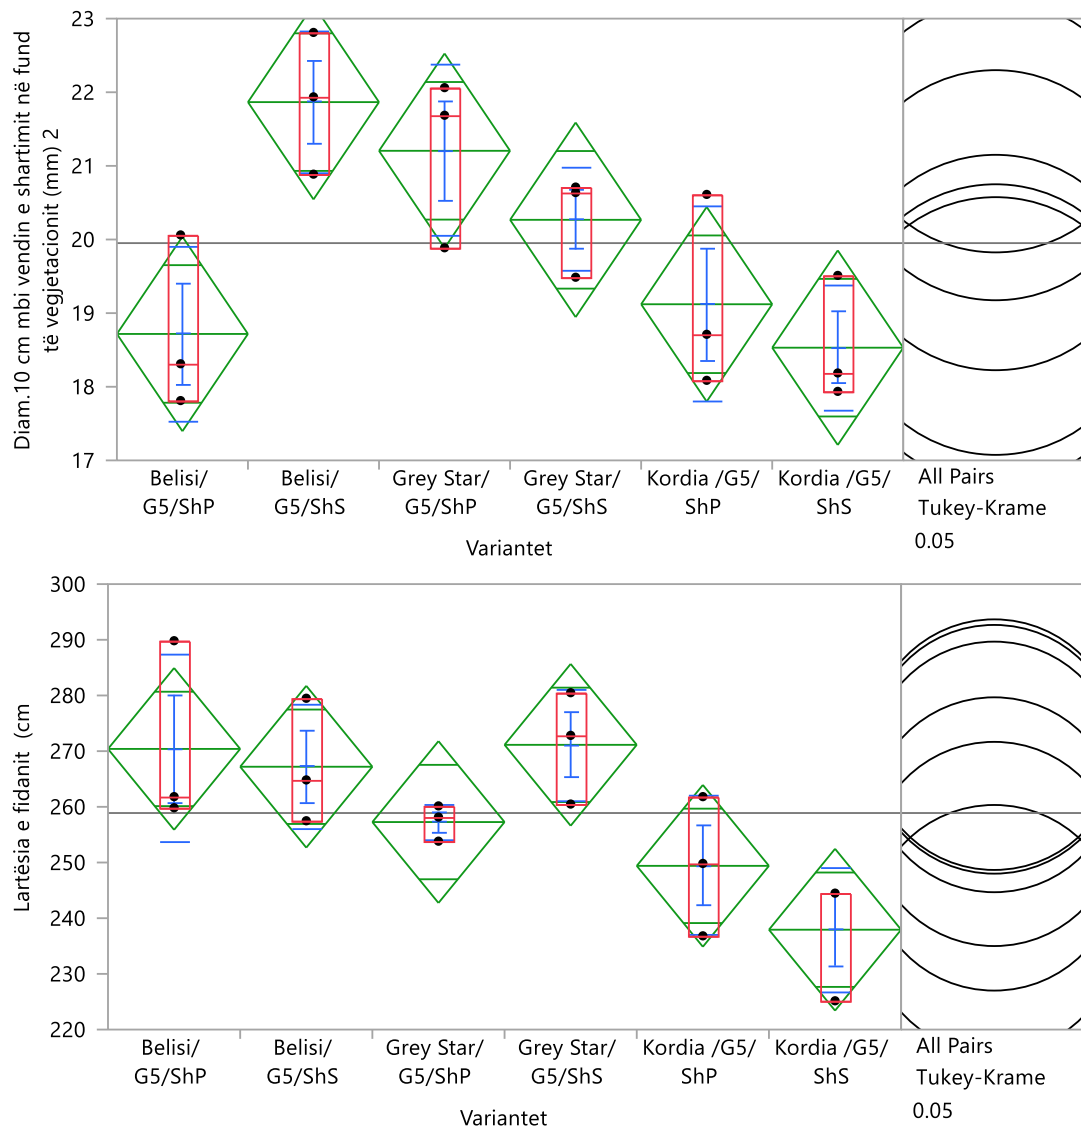 Diam.10 cm mbi vendin e shartimit në fund
të vegjetacionit (mm) 2
23
22
21
20
19
18
17
Belisi/
G5/ShP
Belisi/
G5/ShS
Grey Star/
G5/ShP
Grey Star/
G5/ShS
Kordia /G5/
ShP
Kordia /G5/
ShS
All Pairs
Tukey-Krame
0.05
Variantet
Lartësia e fidanit (cm
300
290
280
270
260
250
240
230
220
Belisi/
G5/ShP
Belisi/
G5/ShS
Grey Star/
G5/ShP
Grey Star/
G5/ShS
Kordia /G5/
ShP
Kordia /G5/
ShS
All Pairs
Tukey-Krame
0.05
Variantet